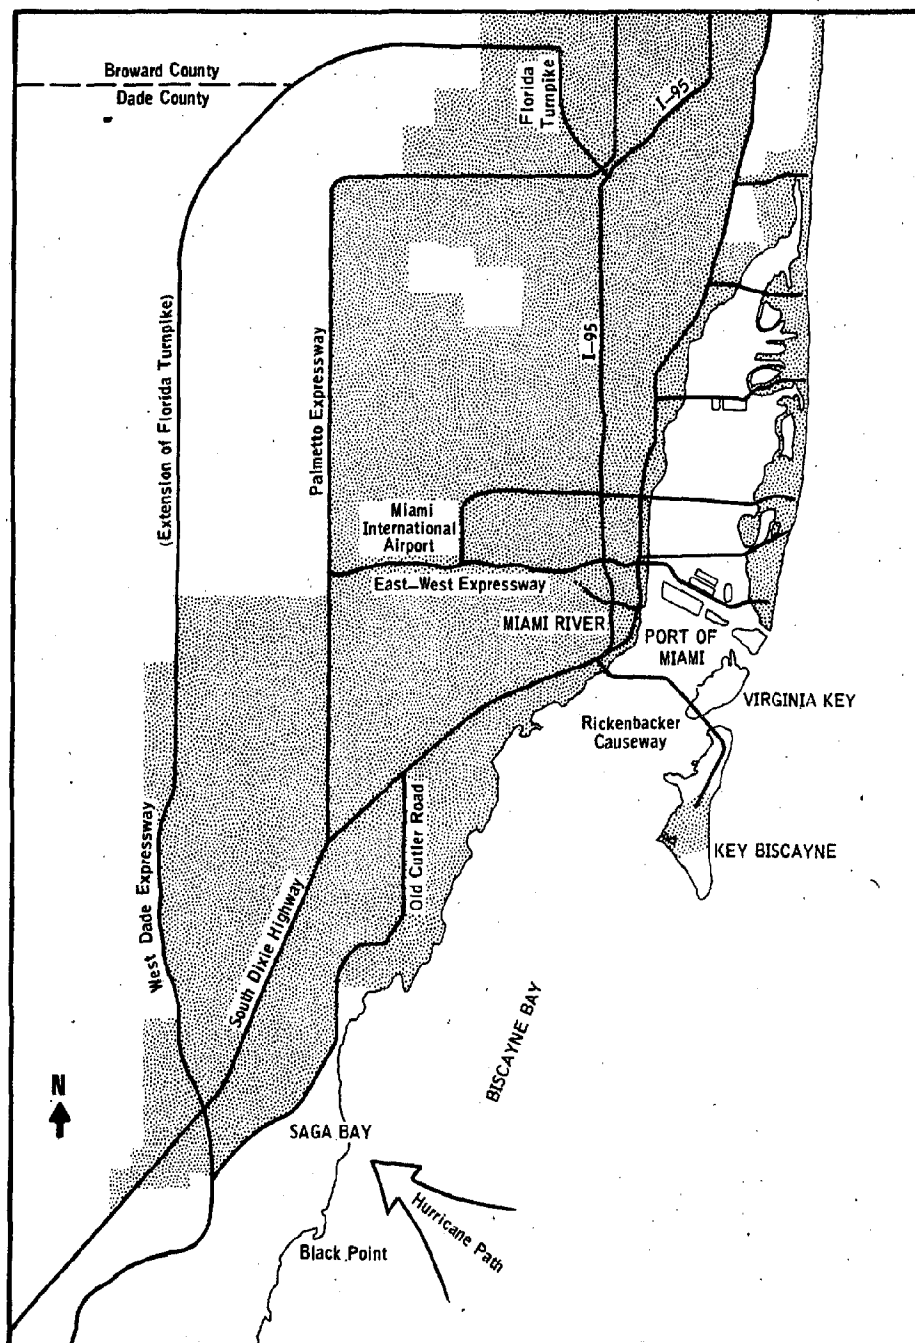 Broward County
Dade County
Florida
Turnpike
I-95
(Extension of Florida Turnpike)
Palmetto Expressway
I-95
Miami
International
Airport
East-West Expressway
MIAMI RIVER
PORT OF
MIAMI
VIRGINIA KEY
Rickenbacker
Causeway
KEY BISCAYNE
West Dade Expressway
South Dixie Highway
Old Cutler Road
BISCAYNE BAY
N
SAGA BAY
Hurricane Path
Black Point